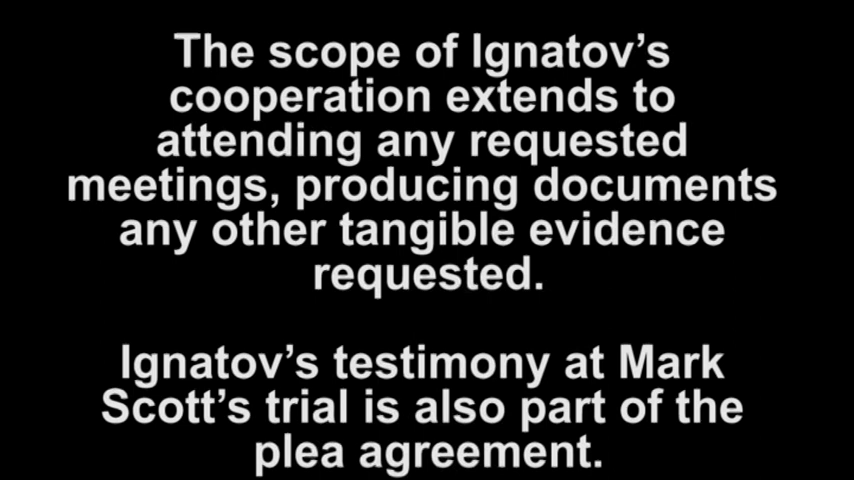 The scope of Ignatov’s
cooperation extends to
attending any requested
meetings, producing documents
any other tangible evidence
requested.
Ignatov’s testimony at Mark
Scott’s trial is also part of the
plea agreement.